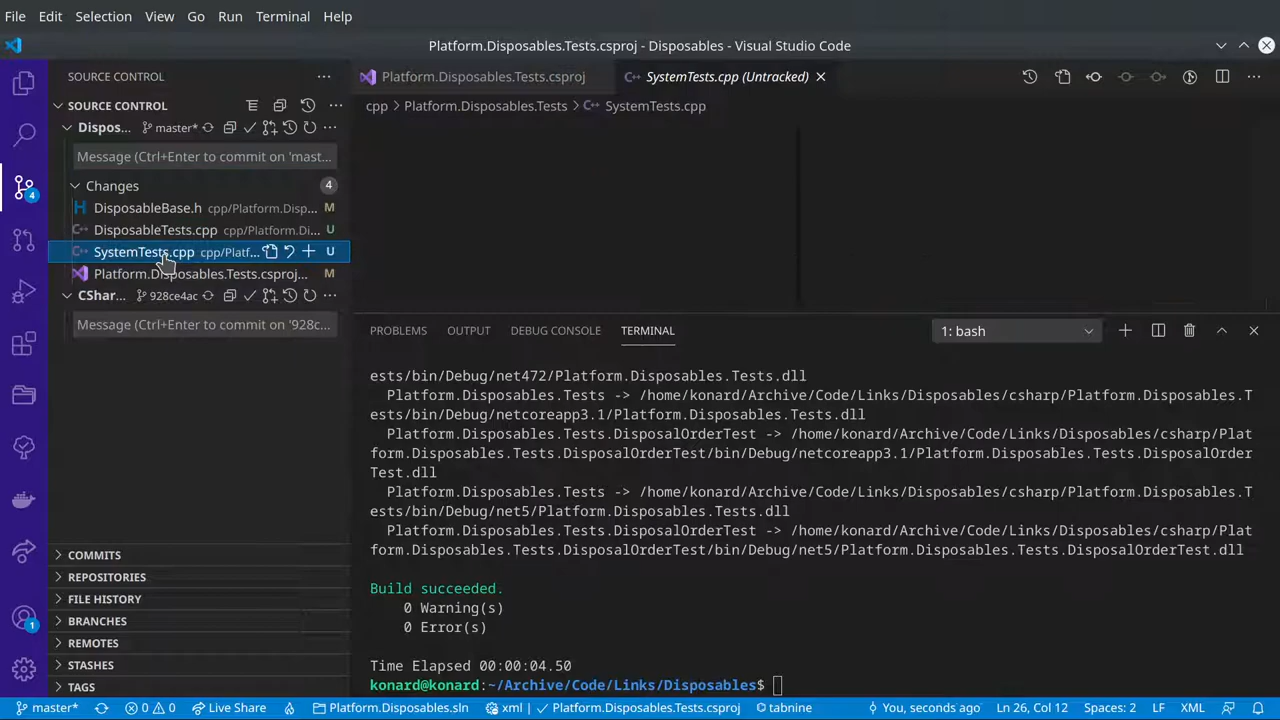 File Edit Selection View Go Run Terminal Help
Platform.Disposables.Tests.csproj - Disposables - Visual Studio Code
SOURCE CONTROL
Platform.Disposables.Tests.csproj
SystemTests.cpp (Untracked)
SOURCE CONTROL
cpp > Platform.Disposables.Tests > SystemTests.cpp
Dispos... master*
Message (Ctrl+Enter to commit on 'mast...
Changes 4
DisposableBase.h cpp/Platform.Disp... M
DisposableTests.cpp cpp/Platform.Di... U
SystemTests.cpp cpp/Platf... U
Platform.Disposables.Tests.csproj... M
CShar... 928ce4ac
Message (Ctrl+Enter to commit on '928c...
4
1
COMMITS
REPOSITORIES
FILE HISTORY
BRANCHES
REMOTES
STASHES
TAGS
PROBLEMS OUTPUT DEBUG CONSOLE TERMINAL 1: bash
ests/bin/Debug/net472/Platform.Disposables.Tests.dll
Platform.Disposables.Tests -> /home/konard/Archive/Code/Links/Disposables/csharp/Platform.Disposables.T
ests/bin/Debug/netcoreapp3.1/Platform.Disposables.Tests.dll
Platform.Disposables.Tests.DisposalOrderTest -> /home/konard/Archive/Code/Links/Disposables/csharp/Plat
form.Disposables.Tests.DisposalOrderTest/bin/Debug/netcoreapp3.1/Platform.Disposables.Tests.DisposalOrder
Test.dll
Platform.Disposables.Tests -> /home/konard/Archive/Code/Links/Disposables/csharp/Platform.Disposables.T
ests/bin/Debug/net5/Platform.Disposables.Tests.dll
Platform.Disposables.Tests.DisposalOrderTest -> /home/konard/Archive/Code/Links/Disposables/csharp/Plat
form.Disposables.Tests.DisposalOrderTest/bin/Debug/net5/Platform.Disposables.Tests.DisposalOrderTest.dll
Build succeeded.
0 Warning(s)
0 Error(s)
Time Elapsed 00:00:04.50
konard@konard:~/Archive/Code/Links/Disposables$
master* 0 0 Live Share Platform.Disposables.sln xml Platform.Disposables.Tests.csproj tabnine You, seconds ago Ln 26, Col 12 Spaces: 2 LF XML